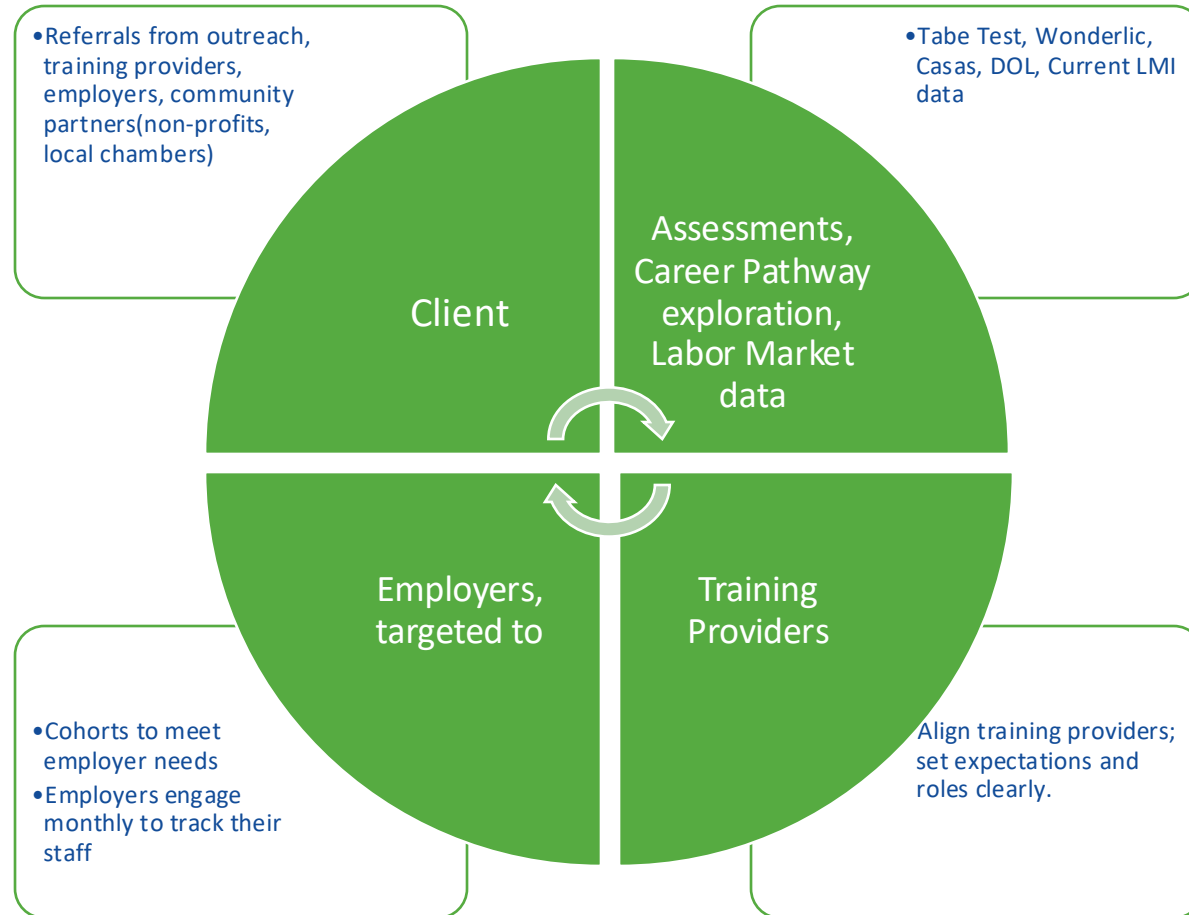 •Referrals from outreach,
training providers,
employers, community
partners(non-profits,
local chambers)
•Tabe Test, Wonderlic,
Casas, DOL, Current LMI
data
Client
Assessments,
Career Pathway
exploration,
Labor Market
data
Employers,
targeted to
Training
Providers
•Cohorts to meet
employer needs
•Employers engage
monthly to track their
staff
Align training providers;
set expectations and
roles clearly.